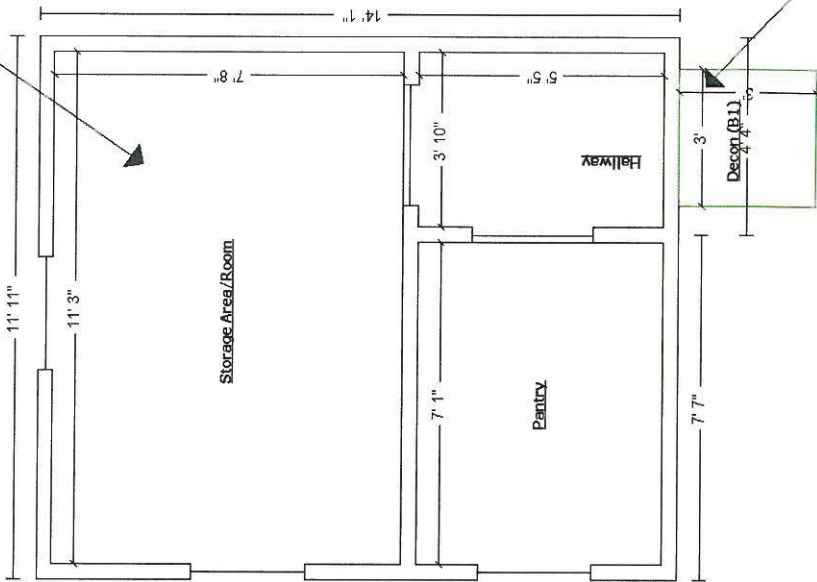 14' 1"
11' 11"
7' 8"
5' 5"
11' 3"
3' 10"
Hallway
3'
3'
Decon (B1)
4' 4"
Storage Area/Room
7' 1"
Pantry
7' 7"